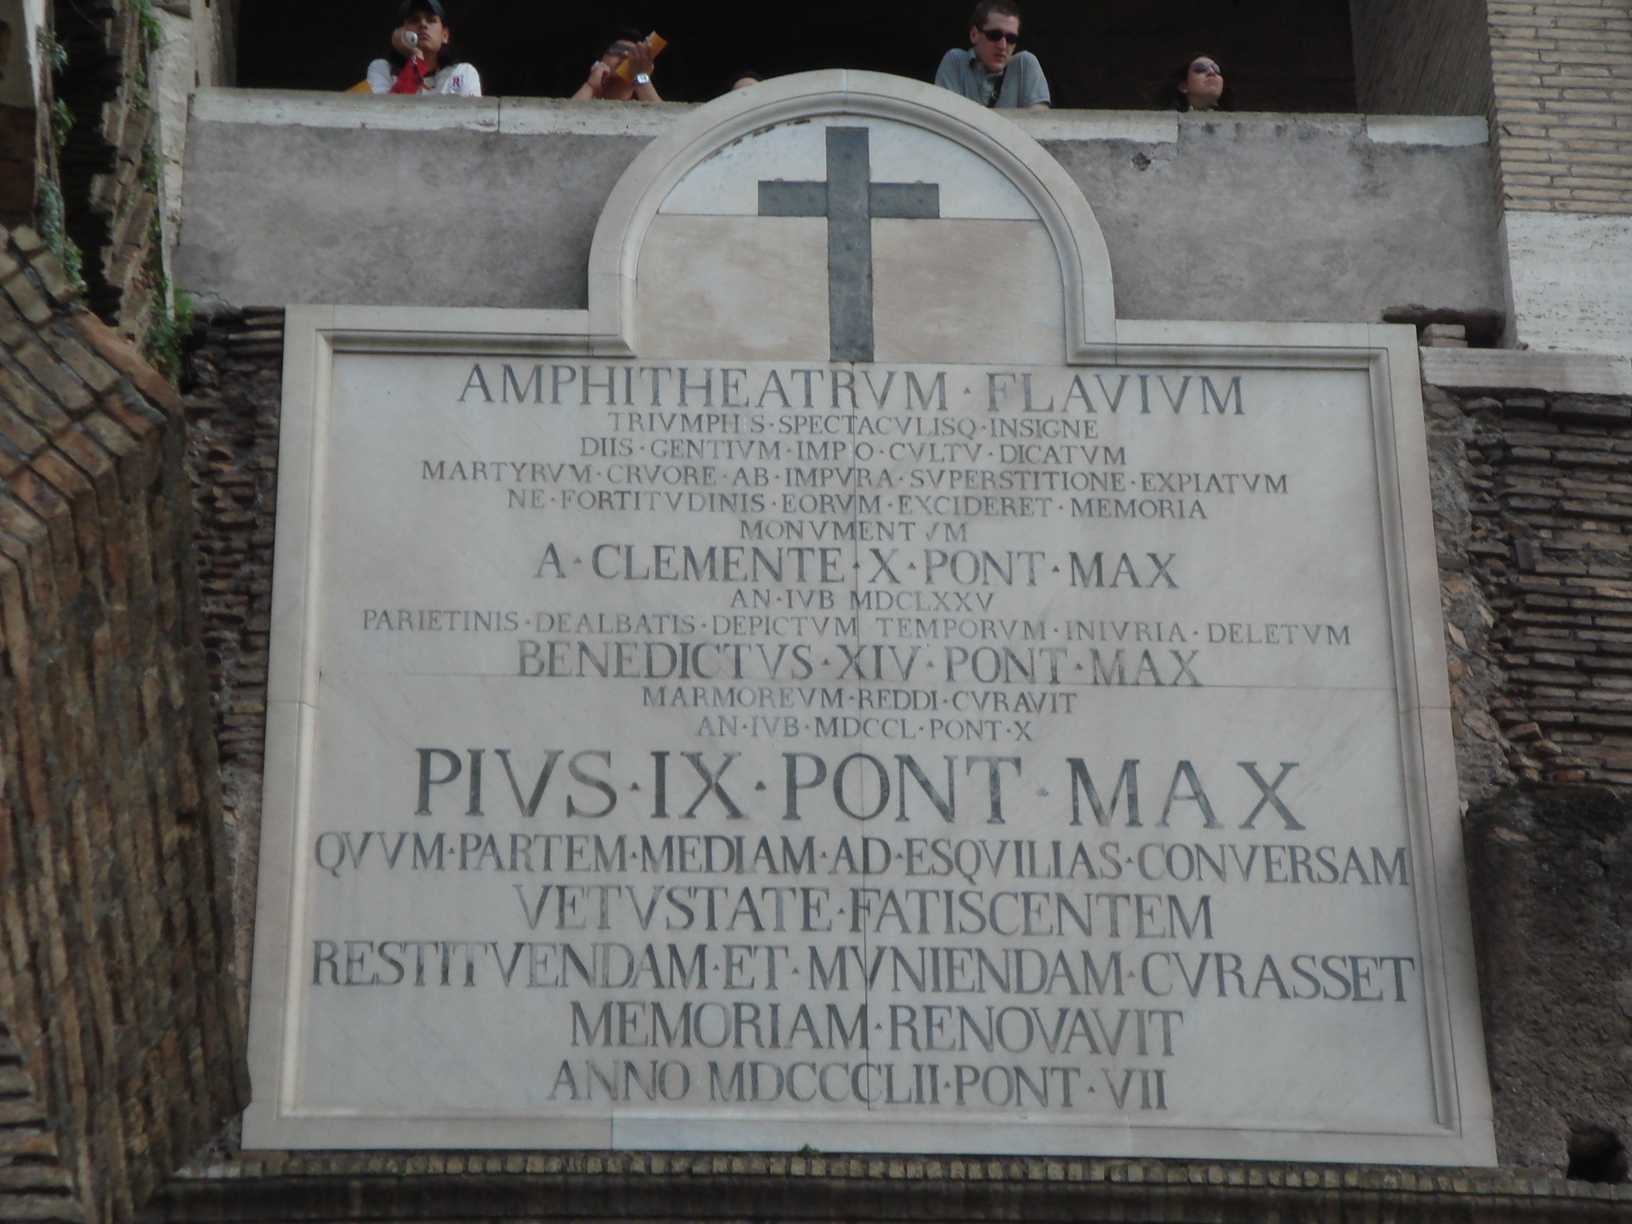 AMPHITHEATRVM · FLAVIVM
TRIVMPHIS · SPECTACVLISQ · INSIGNE
DIIS · GENTIVM · IMPIO · CVLTV · DICATVM
MARTYRVM · CRVORE · AB · IMPVRA · SVPERSTITIONE · EXPIATVM
NE · FORTITVDINIS · EORVM · EXCIDERET · MEMORIA
MONVMENTVM
A · CLEMENTE · X · PONT · MAX
AN · IVB MDCLXXV
PARIETINIS · DEALBATIS · DEPICTVM TEMPORVM · INIVRIA · DELETVM
BENEDICTVS · XIV · PONT · MAX
MARMOREVM · REDDI · CVRAVIT
AN · IVB · MDCCL · PONT · X
PIVS · IX · PONT · MAX
QVVM · PARTEM · MEDIAM · AD · ESQVILIAS · CONVERSAM
VETVSTATE · FATISCENTEM
RESTITVENDAM · ET · MVNIENDAM · CVRASSET
MEMORIAM · RENOVAVIT
ANNO MDCCCLII · PONT · VII